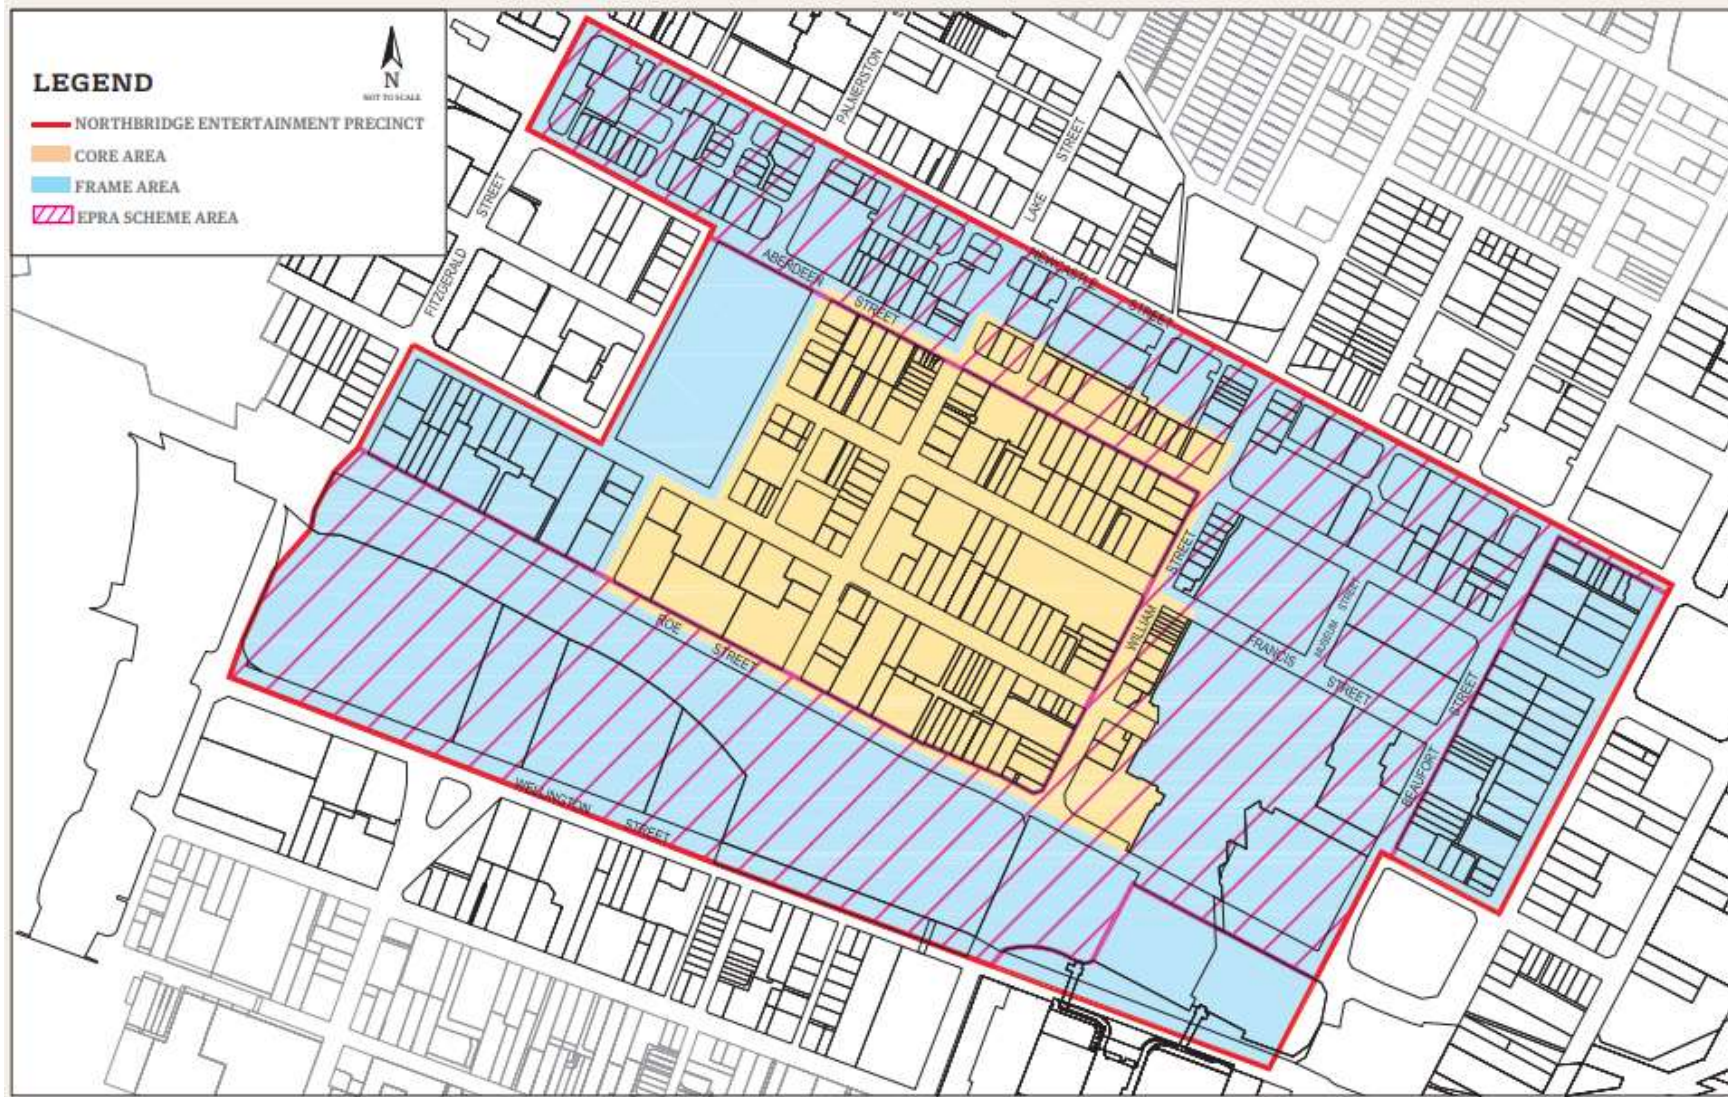 LEGEND
N
NOT TO SCALE
NORTHBRIDGE ENTERTAINMENT PRECINCT
CORE AREA
FRAME AREA
EPRA SCHEME AREA
PALMERSTON
LAKE STREET
FITZGERALD STREET
NEWCASTLE STREET
ABERDEEN STREET
WILLIAM STREET
MUSEUM STREET
FRANCIS STREET
ROE STREET
BEAUFORT STREET
WELLINGTON STREET